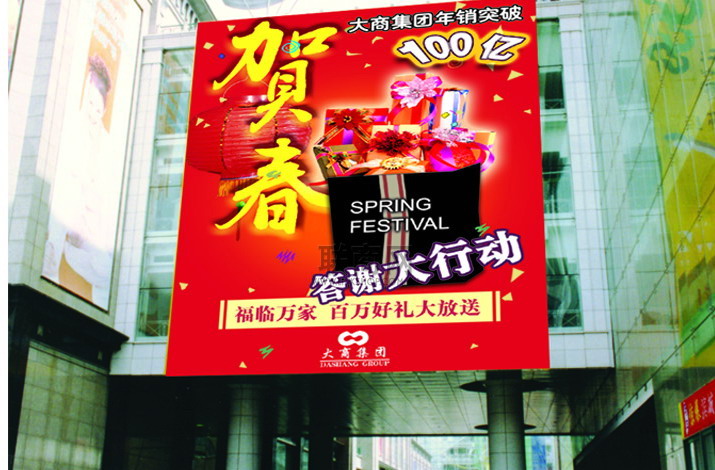 大商集团年销突破
100亿
贺春
SPRING
FESTIVAL
答谢大行动
福临万家 百万好礼大放送
大商集团
DASHANG GROUP